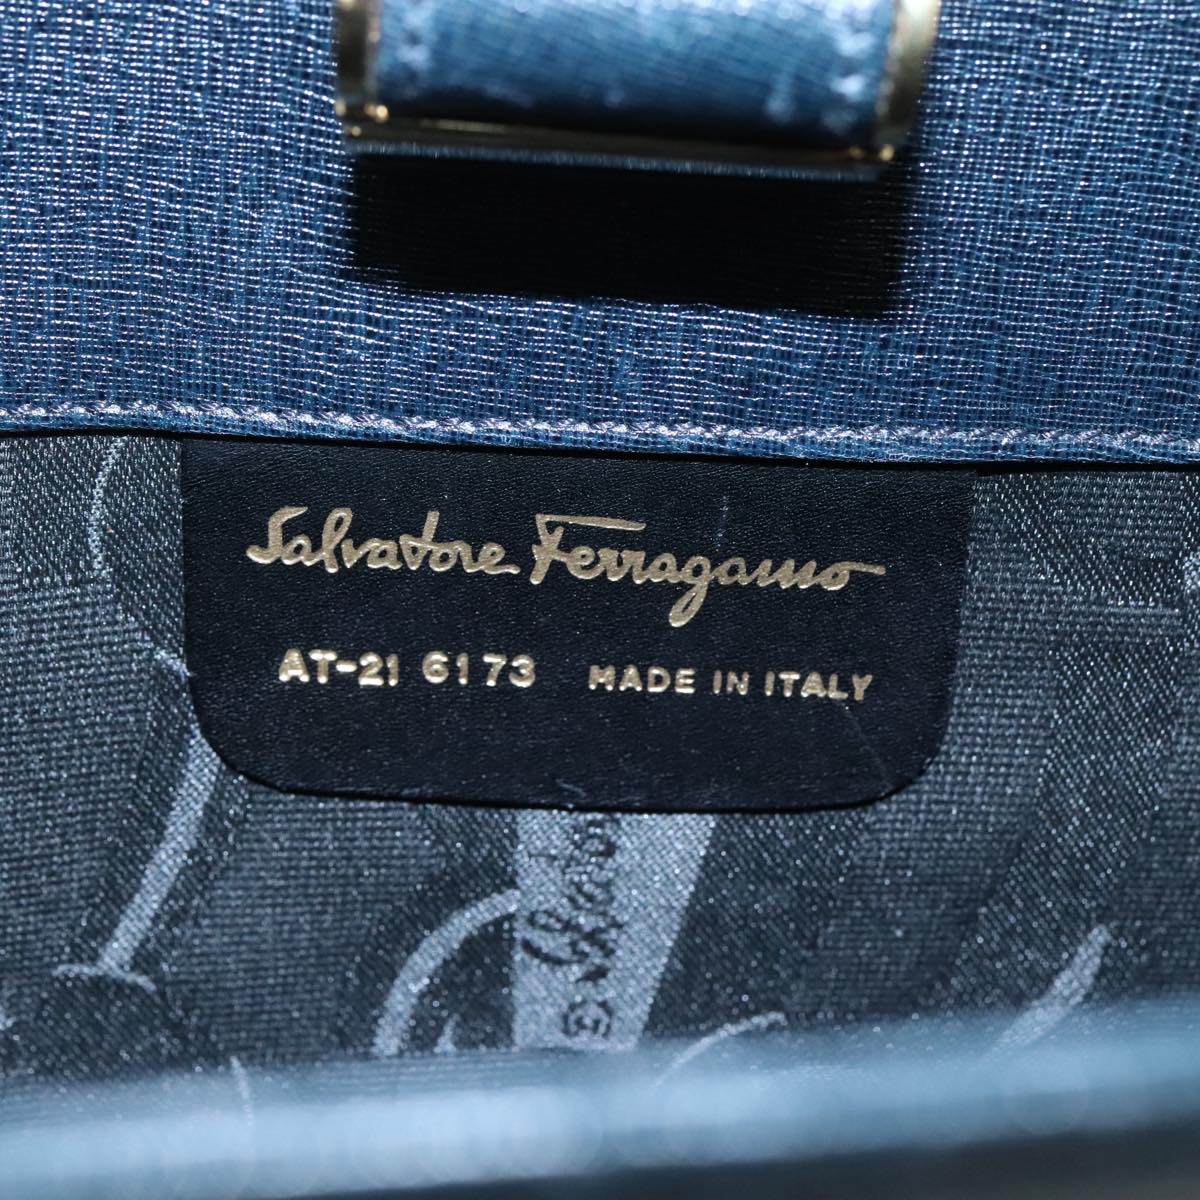 Salvatore Ferragamo
AT-21 6173 MADE IN ITALY